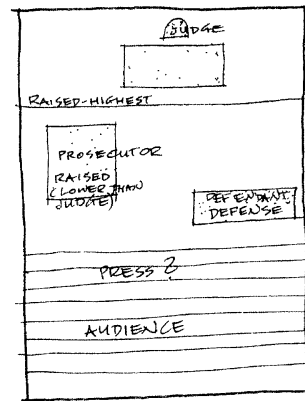 JUDGE
RAISED-HIGHEST
PROSECUTOR
RAISED
(LOWER THAN
JUDGE)
DEFENDANT
DEFENSE
PRESS ?
AUDIENCE